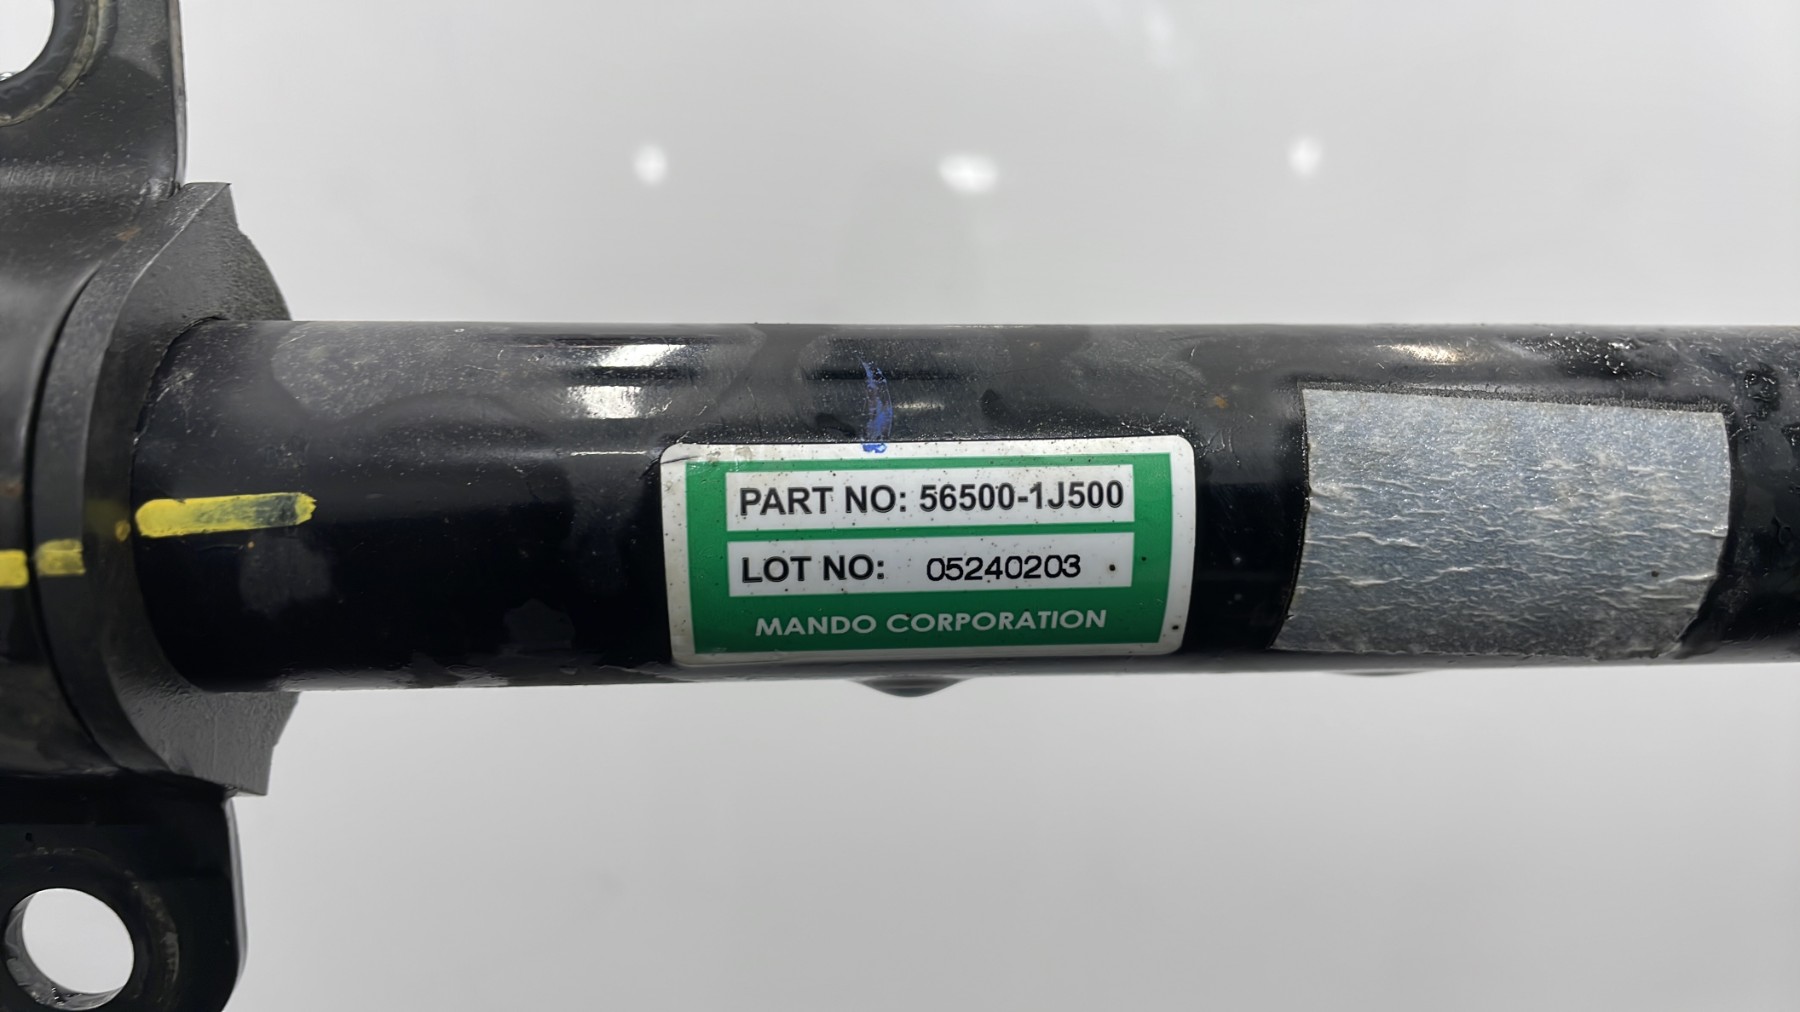 PART NO: 56500-1J500
LOT NO: 05240203
MANDO CORPORATION